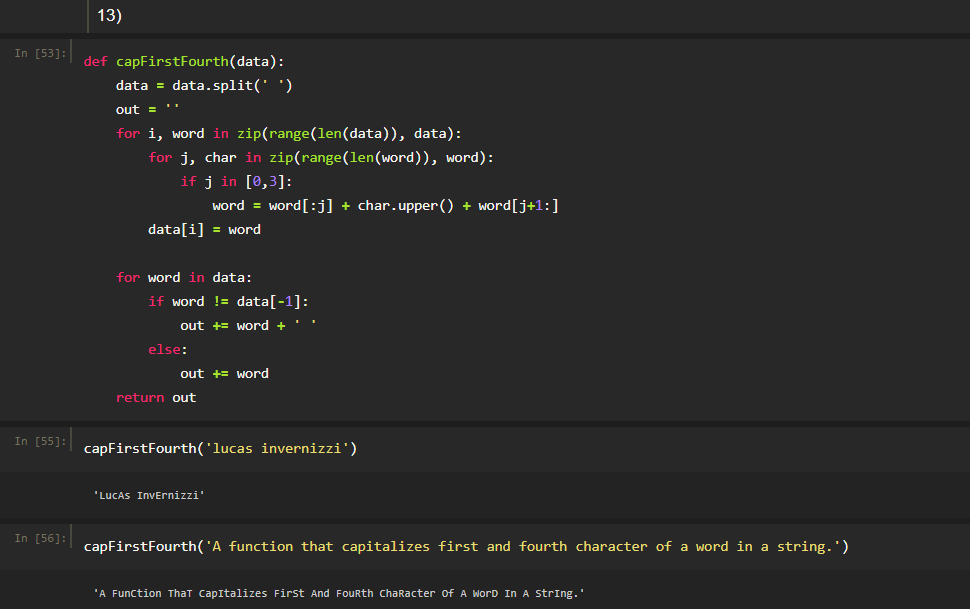 13)
In [53]:
def capFirstFourth(data):
    data = data.split(' ')
    out = ''
    for i, word in zip(range(len(data)), data):
        for j, char in zip(range(len(word)), word):
            if j in [0,3]:
                word = word[:j] + char.upper() + word[j+1:]
        data[i] = word

    for word in data:
        if word != data[-1]:
            out += word + ' '
        else:
            out += word
    return out
In [55]:
capFirstFourth('lucas invernizzi')
'LucAs InvErnizzi'
In [56]:
capFirstFourth('A function that capitalizes first and fourth character of a word in a string.')
'A FunCtion ThaT CapItalizes FirSt And FouRth ChaRacter Of A WorD In A StrIng.'